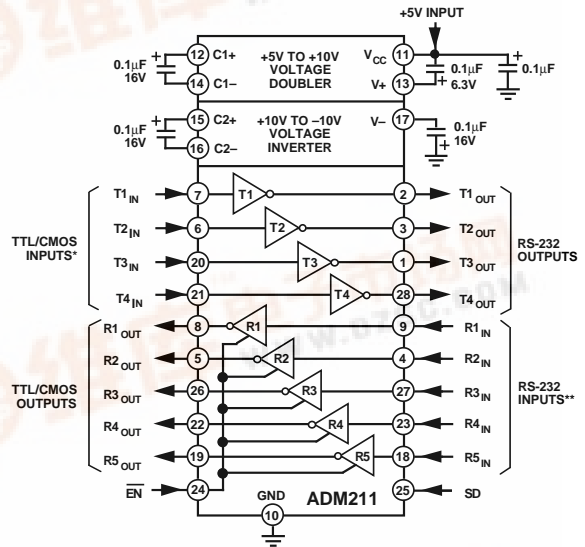 +5V INPUT
12 C1+ +5V TO +10V VCC 11
0.1μF 16V VOLTAGE 0.1μF 0.1μF
14 C1– DOUBLER V+ 13 6.3V
15 C2+ +10V TO –10V V– 17
0.1μF 16V VOLTAGE 0.1μF 16V
16 C2– INVERTER
T1IN 7 T1 2 T1OUT
T2IN 6 T2 3 T2OUT
TTL/CMOS INPUTS* RS-232 OUTPUTS
T3IN 20 T3 1 T3OUT
T4IN 21 T4 28 T4OUT
R1OUT 8 R1 9 R1IN
R2OUT 5 R2 4 R2IN
TTL/CMOS OUTPUTS RS-232 INPUTS**
R3OUT 26 R3 27 R3IN
R4OUT 22 R4 23 R4IN
R5OUT 19 R5 18 R5IN
EN 24 GND ADM211 25 SD
10